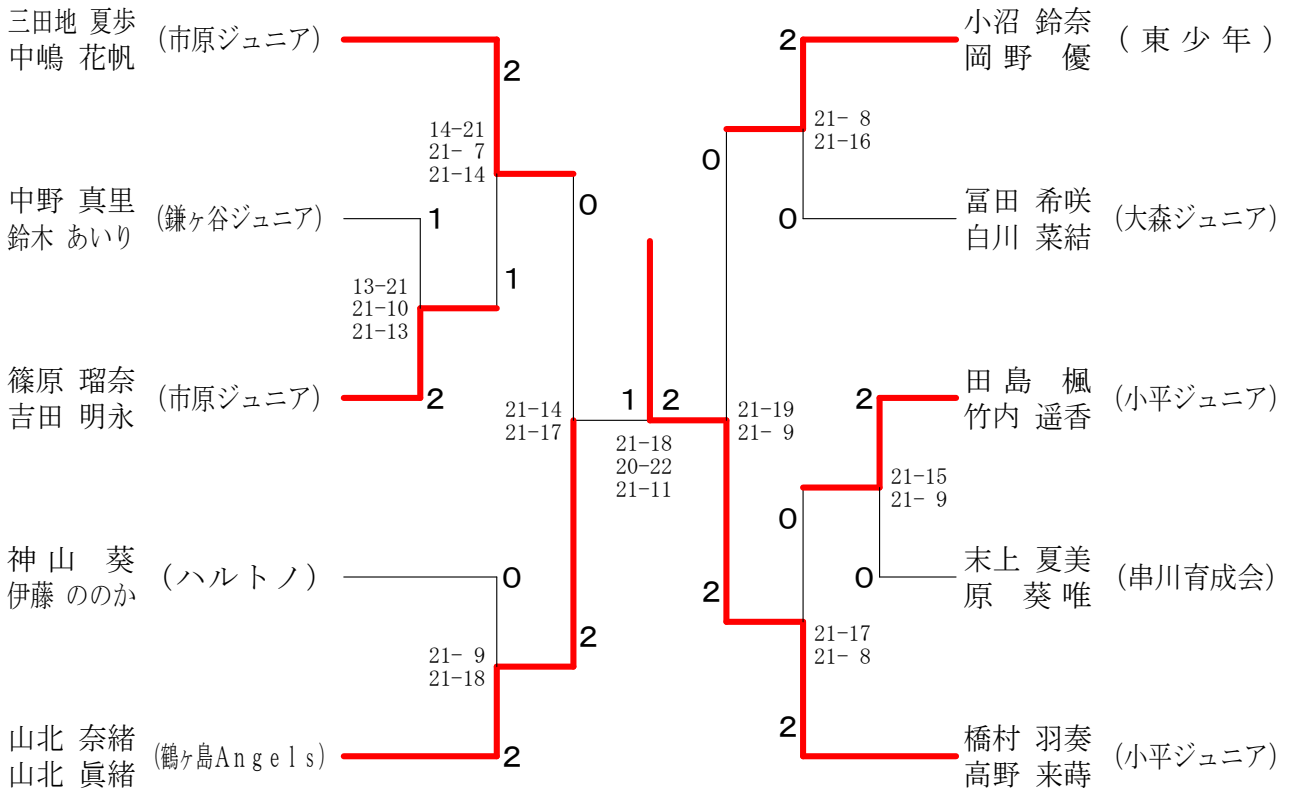 三田地 夏歩
中嶋 花帆
(市原ジュニア)
2
14-21
21- 7
21-14
中野 真里
鈴木 あいり
(鎌ヶ谷ジュニア)
1
13-21
21-10
21-13
1
0
篠原 瑠奈
吉田 明永
(市原ジュニア)
2
21-14
21-17
神山 葵
伊藤 ののか
(ハルトノ)
0
21- 9
21-18
2
山北 奈緒
山北 眞緒
(鶴ヶ島Angels)
2
1
2
21-18
20-22
21-11
小沼 鈴奈
岡野 優
(東少年)
2
21- 8
21-16
0
冨田 希咲
白川 菜結
(大森ジュニア)
0
21-19
21- 9
田島 楓
竹内 遥香
(小平ジュニア)
2
21-15
21- 9
0
末上 夏美
原 葵唯
(串川育成会)
0
2
21-17
21- 8
橋村 羽奏
高野 来蒔
(小平ジュニア)
2